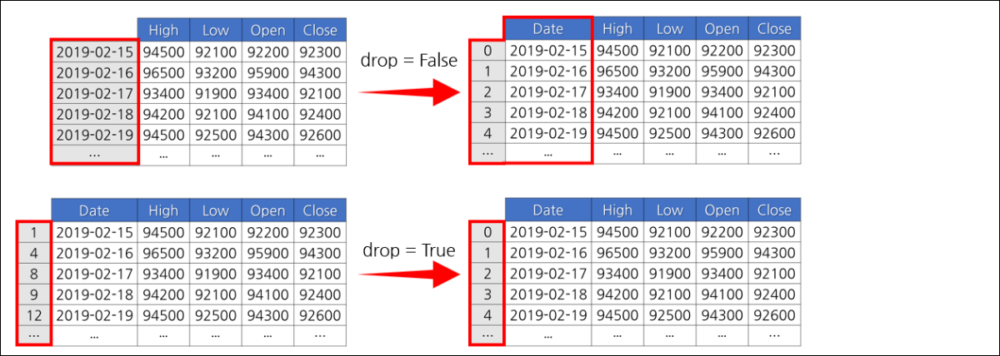 High Low Open Close
2019-02-15 94500 92100 92200 92300
2019-02-16 96500 93200 95900 94300
2019-02-17 93400 91900 93400 92100
2019-02-18 94200 92100 94100 92400
2019-02-19 94500 92500 94300 92600
... ... ... ... ...
drop = False
Date High Low Open Close
0 2019-02-15 94500 92100 92200 92300
1 2019-02-16 96500 93200 95900 94300
2 2019-02-17 93400 91900 93400 92100
3 2019-02-18 94200 92100 94100 92400
4 2019-02-19 94500 92500 94300 92600
... ... ... ... ... ...
Date High Low Open Close
1 2019-02-15 94500 92100 92200 92300
4 2019-02-16 96500 93200 95900 94300
8 2019-02-17 93400 91900 93400 92100
9 2019-02-18 94200 92100 94100 92400
12 2019-02-19 94500 92500 94300 92600
... ... ... ... ... ...
drop = True
Date High Low Open Close
0 2019-02-15 94500 92100 92200 92300
1 2019-02-16 96500 93200 95900 94300
2 2019-02-17 93400 91900 93400 92100
3 2019-02-18 94200 92100 94100 92400
4 2019-02-19 94500 92500 94300 92600
... ... ... ... ... ...